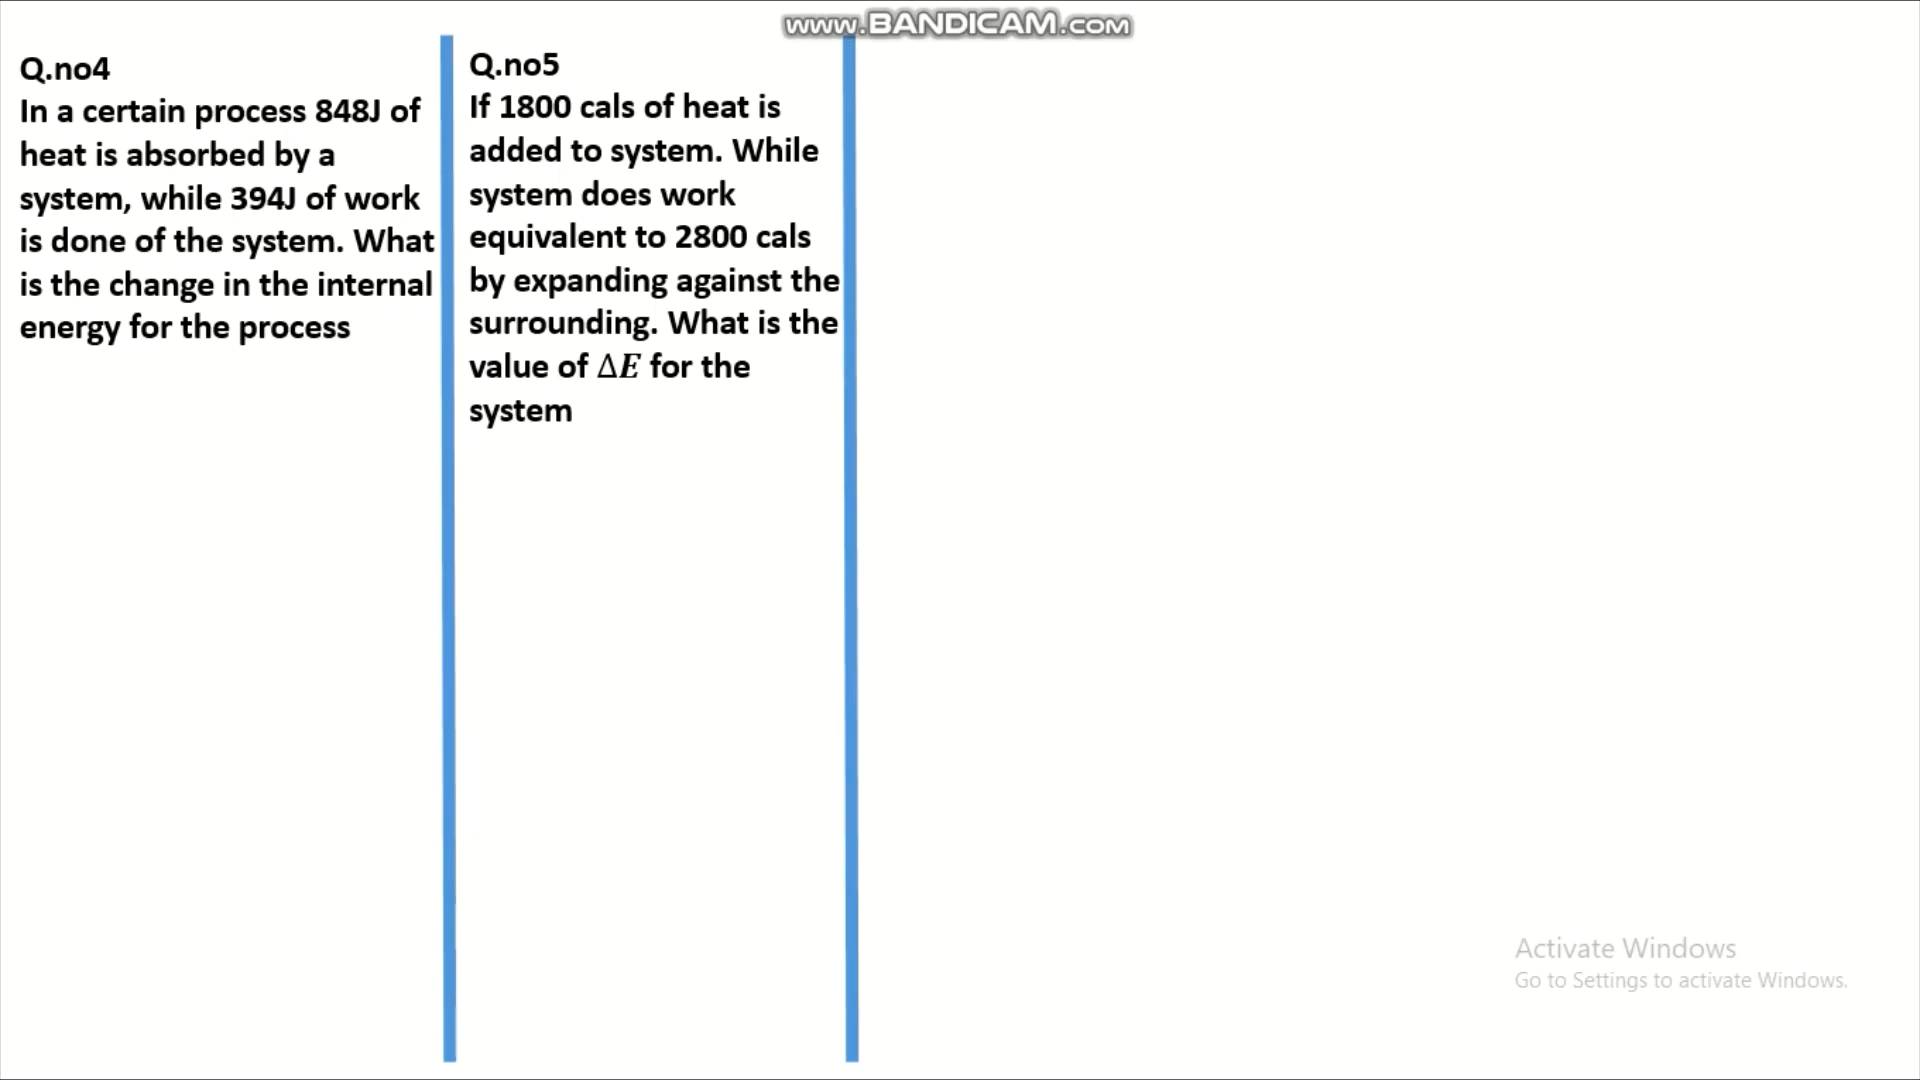 www.BANDICAM.com
Q.no4
In a certain process 848J of
heat is absorbed by a
system, while 394J of work
is done of the system. What
is the change in the internal
energy for the process
Q.no5
If 1800 cals of heat is
added to system. While
system does work
equivalent to 2800 cals
by expanding against the
surrounding. What is the
value of ΔE for the
system
Activate Windows
Go to Settings to activate Windows.